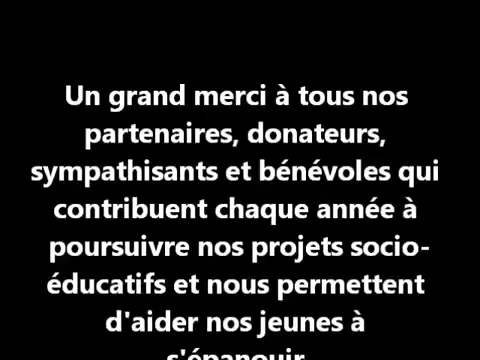 Un grand merci à tous nos
partenaires, donateurs,
sympathisants et bénévoles qui
contribuent chaque année à
poursuivre nos projets socio-
éducatifs et nous permettent
d'aider nos jeunes à
s'épanouir